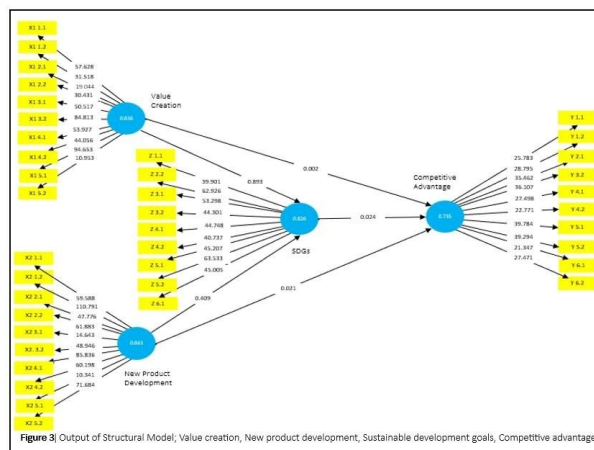 X1 1.1
X1 1.2
X1 2.1
X1 2.2
X1 3.1
X1 3.2
X1 4.1
X1 4.2
X1 5.1
X1 5.2
57.628
31.518
19.044
30.431
50.517
84.813
53.927
44.056
94.653
10.953
Value
Creation
0.002
0.893
Z 1.1
Z 2.2
Z 3.1
Z 3.2
Z 4.1
Z 4.2
Z 5.1
Z 5.2
Z 6.1
39.901
62.926
53.298
44.301
44.748
40.737
45.207
63.533
45.005
SDGs
0.024
Competitive
Advantage
25.783
28.795
35.462
36.107
27.498
22.771
39.784
39.294
21.347
27.471
Y 1.1
Y 1.2
Y 2.1
Y 3.2
Y 4.1
Y 4.2
Y 5.1
Y 5.2
Y 6.1
Y 6.2
X2 1.1
X2 1.2
X2 2.1
X2 2.2
X2 3.1
X2. 3.2
X2 4.1
X2 4.2
X2 5.1
X2 5.2
59.588
110.791
47.776
61.883
14.643
48.946
85.836
60.198
10.341
71.684
0.409
0.021
New Product
Development
Figure 3| Output of Structural Model; Value creation, New product development, Sustainable development goals, Competitive advantage